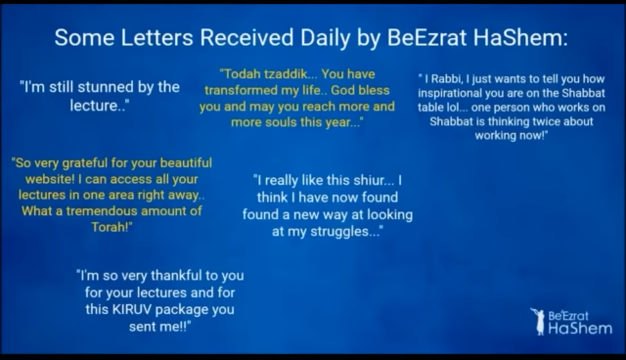 Some Letters Received Daily by BeEzrat HaShem:
"I'm still stunned by the
lecture.."
"Todah tzaddik... You have
transformed my life.. God bless
you and may you reach more and
more souls this year..."
" I Rabbi, I just wants to tell you how
inspirational you are on the Shabbat
table lol... one person who works on
Shabbat is thinking twice about
working now!"
"So very grateful for your beautiful
website! I can access all your
lectures in one area right away..
What a tremendous amount of
Torah!"
"I really like this shiur... I
think I have now found
found a new way at looking
at my struggles..."
"I'm so very thankful to you
for your lectures and for
this KIRUV package you
sent me!!"
Be'Ezrat
HaShem